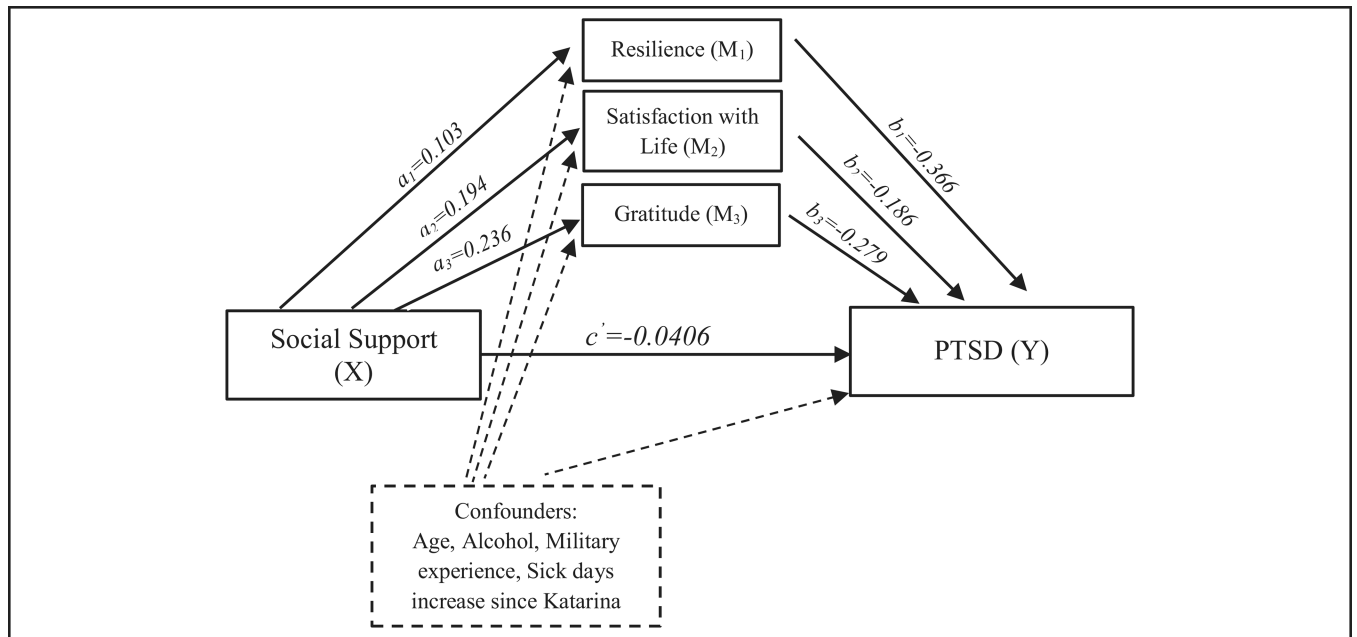 Resilience (M₁)
Satisfaction with
Life (M₂)
Gratitude (M₃)
a₁=0.103
a₂=0.194
a₃=0.236
b₁=-0.366
b₂=-0.186
b₃=-0.279
Social Support
(X)
c'=-0.0406
PTSD (Y)
Confounders:
Age, Alcohol, Military
experience, Sick days
increase since Katarina